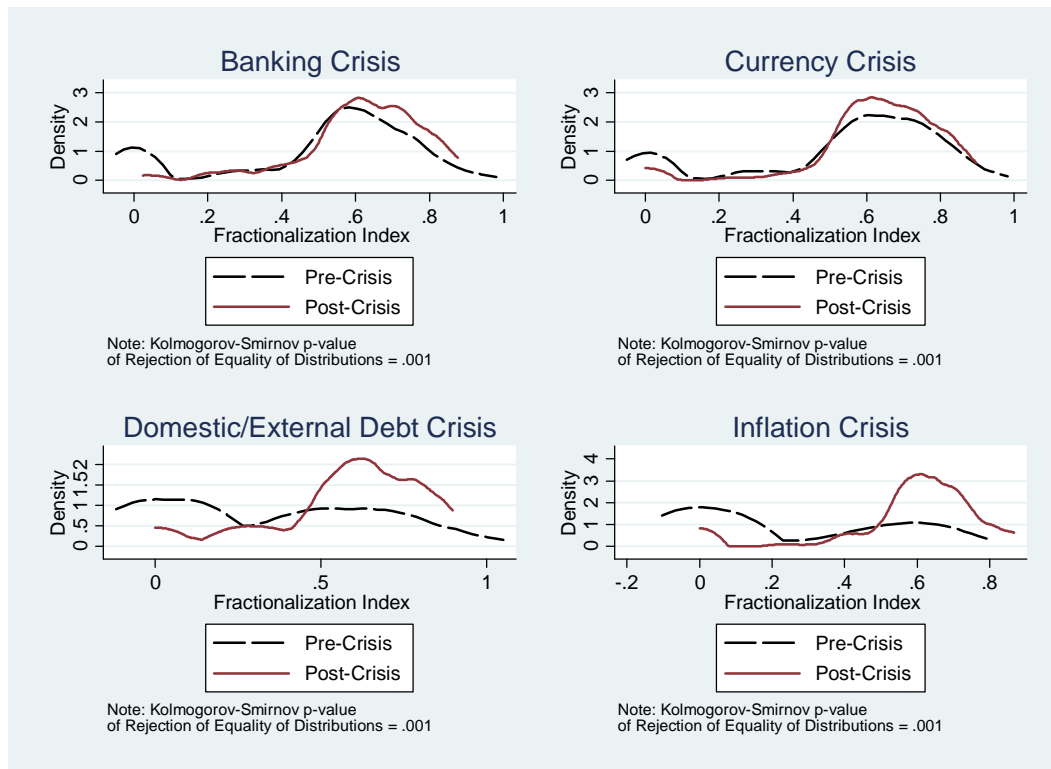 Banking Crisis
Density
3
2
1
0
0 .2 .4 .6 .8 1
Fractionalization Index
Pre-Crisis
Post-Crisis
Note: Kolmogorov-Smirnov p-value
of Rejection of Equality of Distributions = .001
Currency Crisis
Density
3
2
1
0
0 .2 .4 .6 .8 1
Fractionalization Index
Pre-Crisis
Post-Crisis
Note: Kolmogorov-Smirnov p-value
of Rejection of Equality of Distributions = .001
Domestic/External Debt Crisis
Density
0 .5 1 1.5 2
0 .5 1
Fractionalization Index
Pre-Crisis
Post-Crisis
Note: Kolmogorov-Smirnov p-value
of Rejection of Equality of Distributions = .001
Inflation Crisis
Density
4
3
2
1
0
-.2 0 .2 .4 .6 .8
Fractionalization Index
Pre-Crisis
Post-Crisis
Note: Kolmogorov-Smirnov p-value
of Rejection of Equality of Distributions = .001